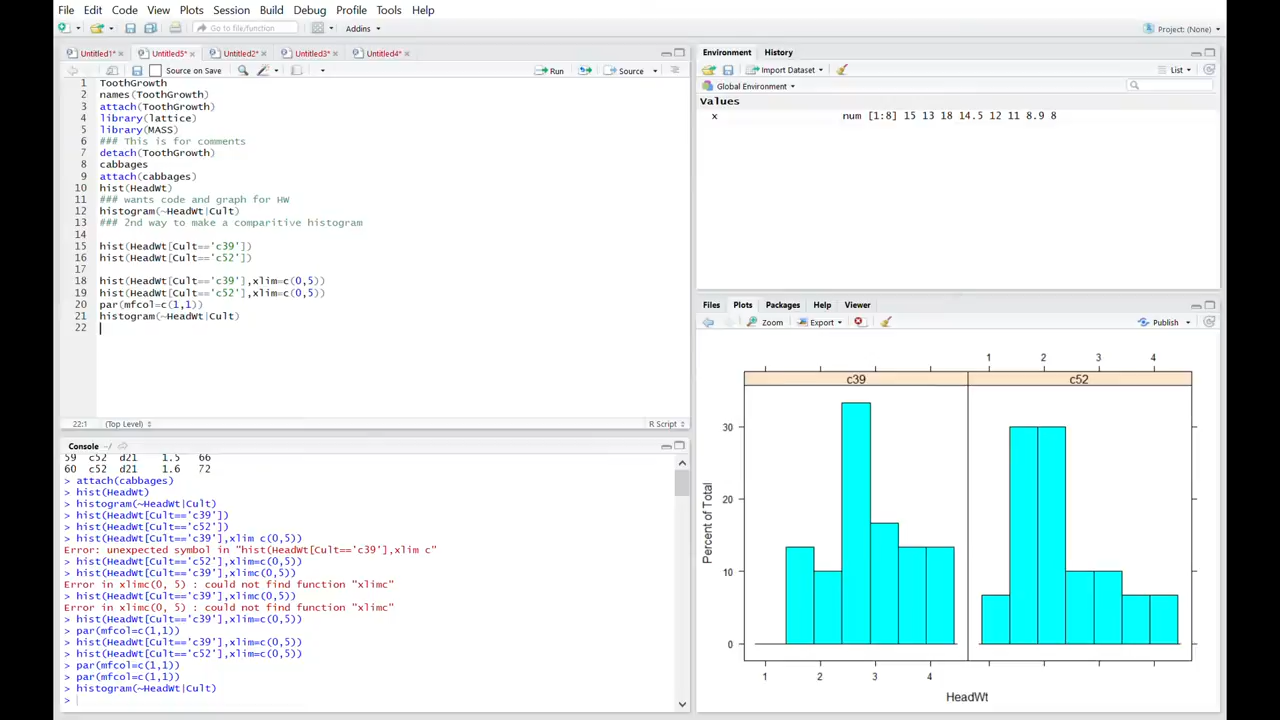 File Edit Code View Plots Session Build Debug Profile Tools Help
Go to file/function Addins Project: (None)
Untitled1* Untitled5* Untitled2* Untitled3* Untitled4*
Source on Save Run Source
1 ToothGrowth
2 names(ToothGrowth)
3 attach(ToothGrowth)
4 library(lattice)
5 library(MASS)
6 ### This is for comments
7 detach(ToothGrowth)
8 cabbages
9 attach(cabbages)
10 hist(HeadWt)
11 ### wants code and graph for HW
12 histogram(~HeadWt|Cult)
13 ### 2nd way to make a comparitive histogram
14
15 hist(HeadWt[Cult=='c39'])
16 hist(HeadWt[Cult=='c52'])
17
18 hist(HeadWt[Cult=='c39'],xlim=c(0,5))
19 hist(HeadWt[Cult=='c52'],xlim=c(0,5))
20 par(mfcol=c(1,1))
21 histogram(~HeadWt|Cult)
22
22:1 (Top Level) R Script
Console ~/
59 c52 d21 1.5 66
60 c52 d21 1.6 72
> attach(cabbages)
> hist(HeadWt)
> histogram(~HeadWt|Cult)
> hist(HeadWt[Cult=='c39'])
> hist(HeadWt[Cult=='c52'])
> hist(HeadWt[Cult=='c39'],xlim c(0,5))
Error: unexpected symbol in "hist(HeadWt[Cult=='c39'],xlim c"
> hist(HeadWt[Cult=='c52'],xlim=c(0,5))
> hist(HeadWt[Cult=='c39'],xlimc(0,5))
Error in xlimc(0, 5) : could not find function "xlimc"
> hist(HeadWt[Cult=='c39'],xlimc(0,5))
Error in xlimc(0, 5) : could not find function "xlimc"
> hist(HeadWt[Cult=='c39'],xlim=c(0,5))
> par(mfcol=c(1,1))
> hist(HeadWt[Cult=='c39'],xlim=c(0,5))
> hist(HeadWt[Cult=='c52'],xlim=c(0,5))
> par(mfcol=c(1,1))
> par(mfcol=c(1,1))
> histogram(~HeadWt|Cult)
>
Environment History
Import Dataset List
Global Environment
Values
x num [1:8] 15 13 18 14.5 12 11 8.9 8
Files Plots Packages Help Viewer
Zoom Export Publish
1 2 3 4
c39 c52
30
20
10
0
Percent of Total
1 2 3 4
HeadWt